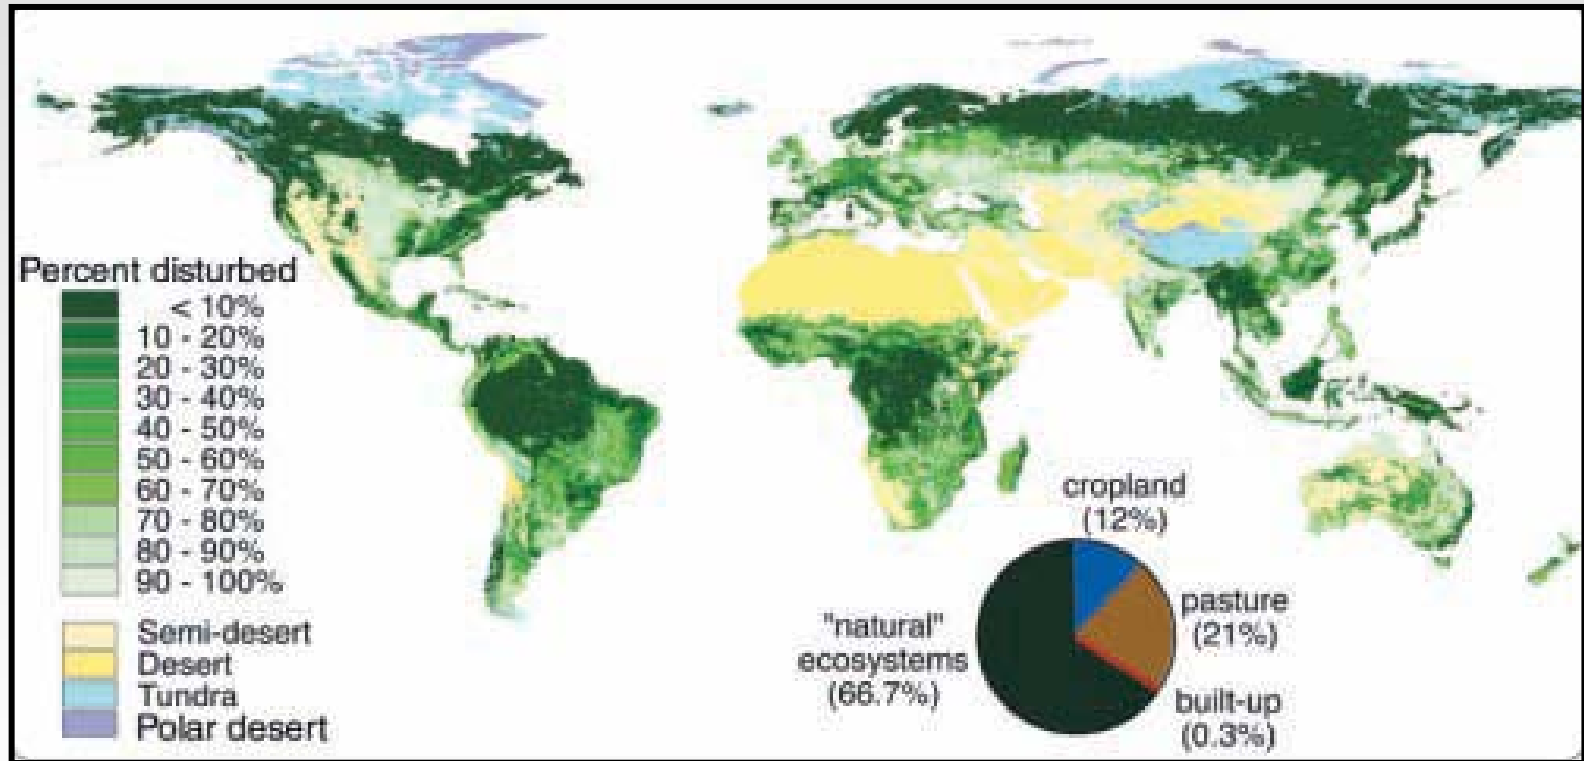 Percent disturbed
< 10%
10 - 20%
20 - 30%
30 - 40%
40 - 50%
50 - 60%
60 - 70%
70 - 80%
80 - 90%
90 - 100%
Semi-desert
Desert
Tundra
Polar desert
cropland
(12%)
pasture
(21%)
built-up
(0.3%)
"natural"
ecosystems
(66.7%)